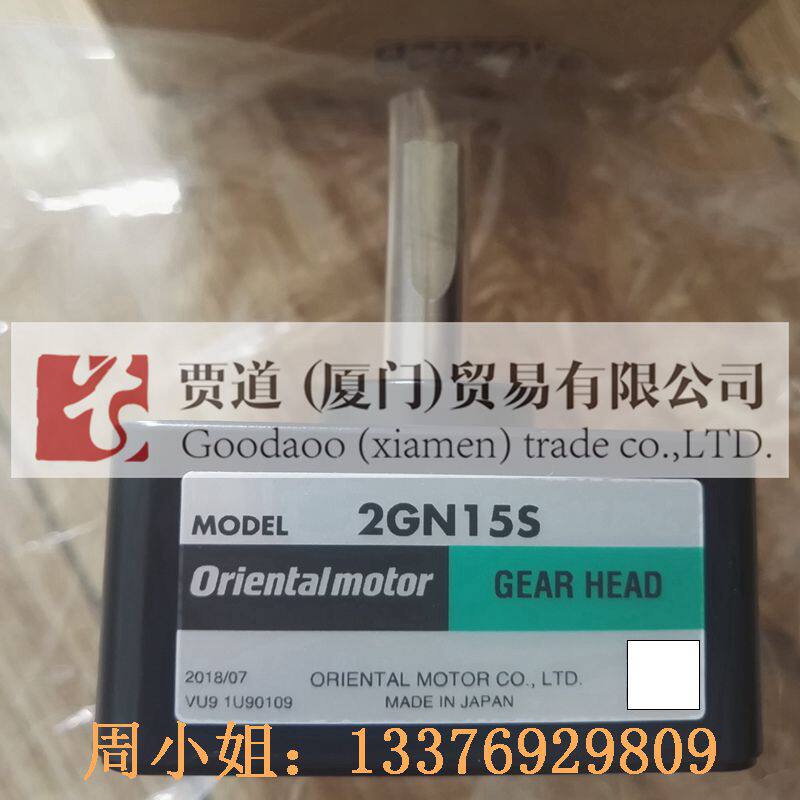 贾道 (厦门)贸易有限公司
Goodaoo (xiamen) trade co.,LTD.
MODEL 2GN15S
Orientalmotor GEAR HEAD
2018/07 ORIENTAL MOTOR CO., LTD.
VU9 1U90109 MADE IN JAPAN
周小姐：13376929809